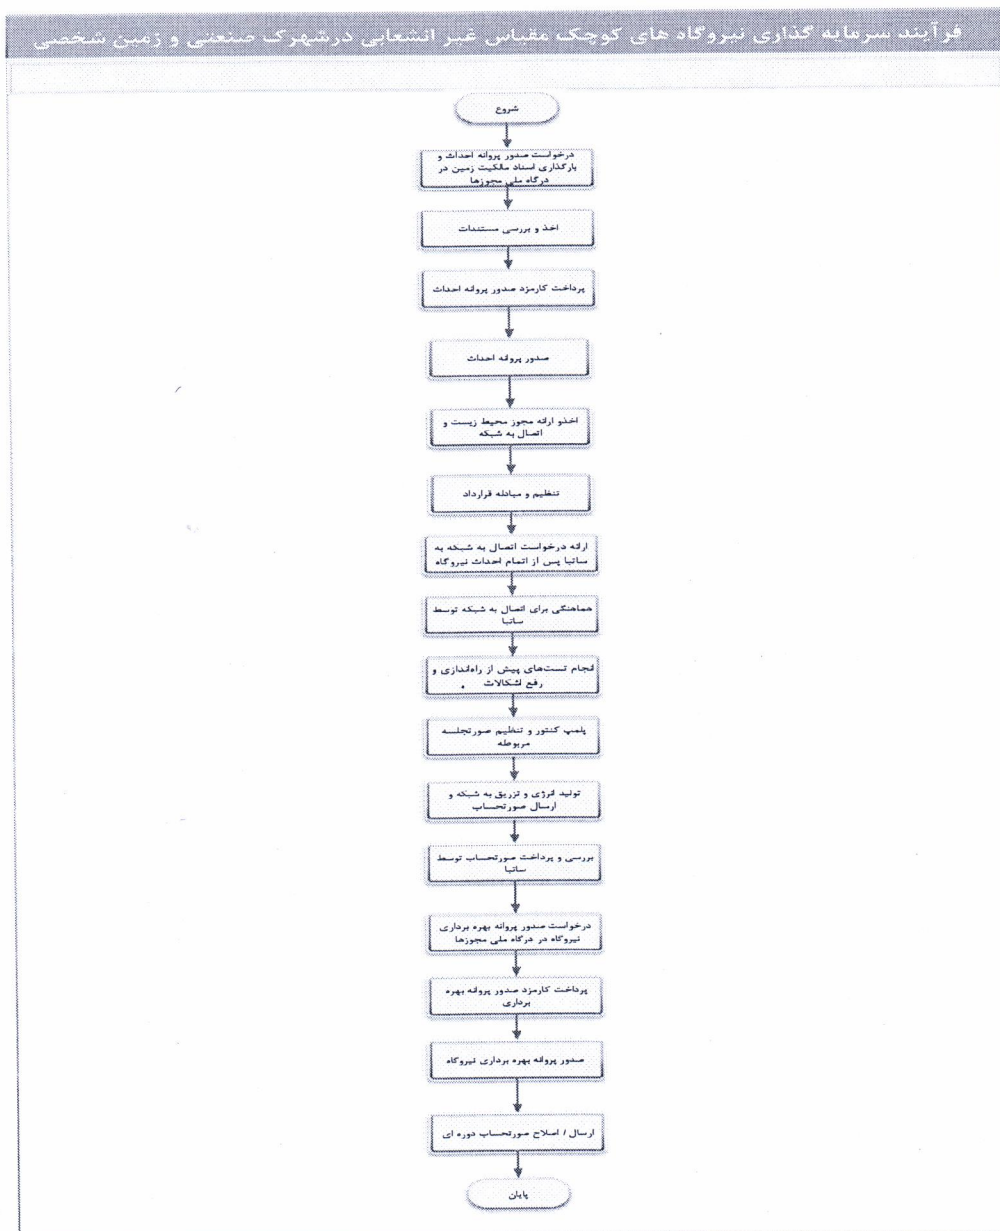 فرآیند سرمایه گذاری نیروگاه های کوچک مقیاس غیر انشعابی درشهرک صنعتی و زمین شخصی
شروع
درخواست صدور پروانه احداث و
بارگذاری اسناد مالکیت زمین در
درگاه ملی مجوزها
اخذ و بررسی مستندات
پرداخت کارمزد صدور پروانه احداث
صدور پروانه احداث
اخذو ارائه مجوز محیط زیست و
اتصال به شبکه
تنظیم و مبادله قرارداد
ارائه درخواست اتصال به شبکه به
ساتبا پس از اتمام احداث نیروگاه
هماهنگی برای اتصال به شبکه توسط
ساتبا
انجام تست‌های پیش از راه‌اندازی و
رفع اشکالات
پلمپ کنتور و تنظیم صورتجلسه
مربوطه
تولید انرژی و تزریق به شبکه و
ارسال صورتحساب
بررسی و پرداخت صورتحساب توسط
ساتبا
درخواست صدور پروانه بهره برداری
نیروگاه در درگاه ملی مجوزها
پرداخت کارمزد صدور پروانه بهره
برداری
صدور پروانه بهره برداری نیروگاه
ارسال / اصلاح صورتحساب دوره ای
پایان